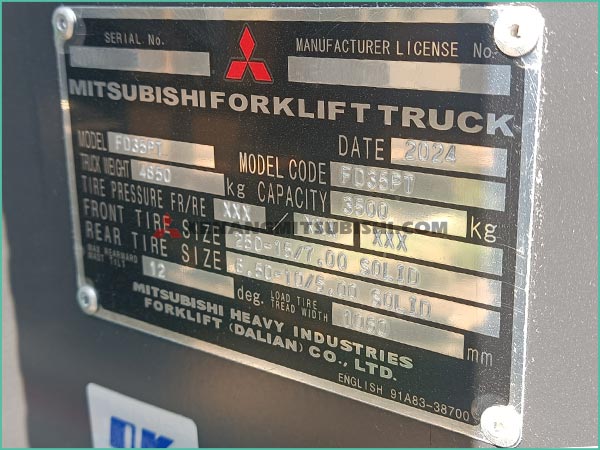 SERIAL No.
MANUFACTURER LICENSE No.
MITSUBISHI FORKLIFT TRUCK
MODEL FD35PT DATE 2024
TRUCK WEIGHT 4850 kg MODEL CODE FD35PT
TIRE PRESSURE FR/RE XXX / XXX CAPACITY 3500 kg
FRONT TIRE SIZE 250-15/7.00 SOLID
REAR TIRE SIZE 6.50-10/5.00 SOLID
MAX REARWARD MAST TILT 12 deg. LOAD TIRE TREAD WIDTH 1060 mm
MITSUBISHI HEAVY INDUSTRIES
FORKLIFT (DALIAN) CO., LTD.
ENGLISH 91A83-38700
OK